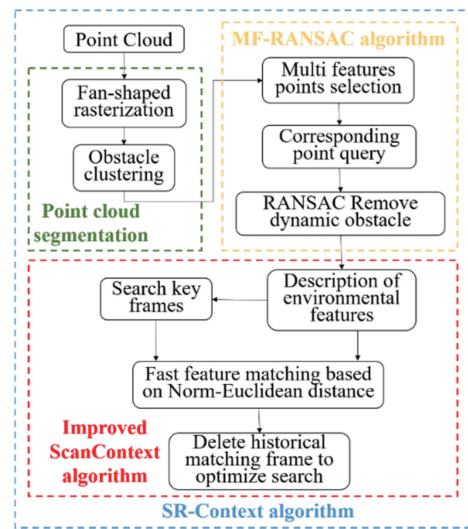 Point Cloud
Fan-shaped
rasterization
Obstacle
clustering
Point cloud
segmentation
MF-RANSAC algorithm
Multi features
points selection
Corresponding
point query
RANSAC Remove
dynamic obstacle
Description of
environmental
features
Search key
frames
Fast feature matching based
on Norm-Euclidean distance
Delete historical
matching frame to
optimize search
Improved
ScanContext
algorithm
SR-Context algorithm